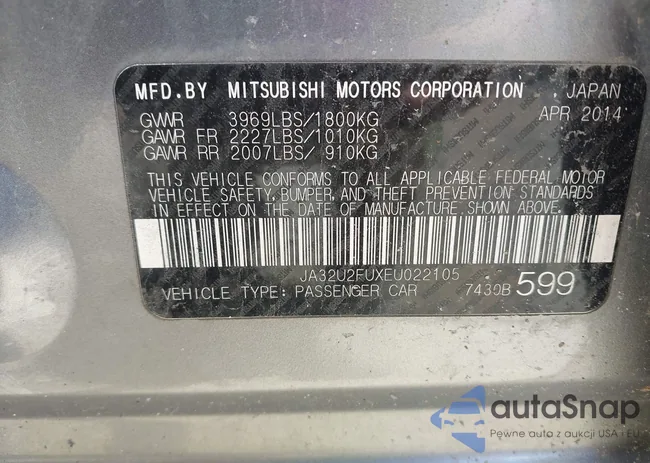 MFD.BY MITSUBISHI MOTORS CORPORATION JAPAN
APR 2014
GVWR 3969LBS/1800KG
GAWR FR 2227LBS/1010KG
GAWR RR 2007LBS/ 910KG
THIS VEHICLE CONFORMS TO ALL APPLICABLE FEDERAL MOTOR
VEHICLE SAFETY, BUMPER, AND THEFT PREVENTION STANDARDS
IN EFFECT ON THE DATE OF MANUFACTURE SHOWN ABOVE.
JA32U2FUXEU022105
VEHICLE TYPE: PASSENGER CAR 7430B 599
autaSnap
Pewne auto z aukcji USA i EU